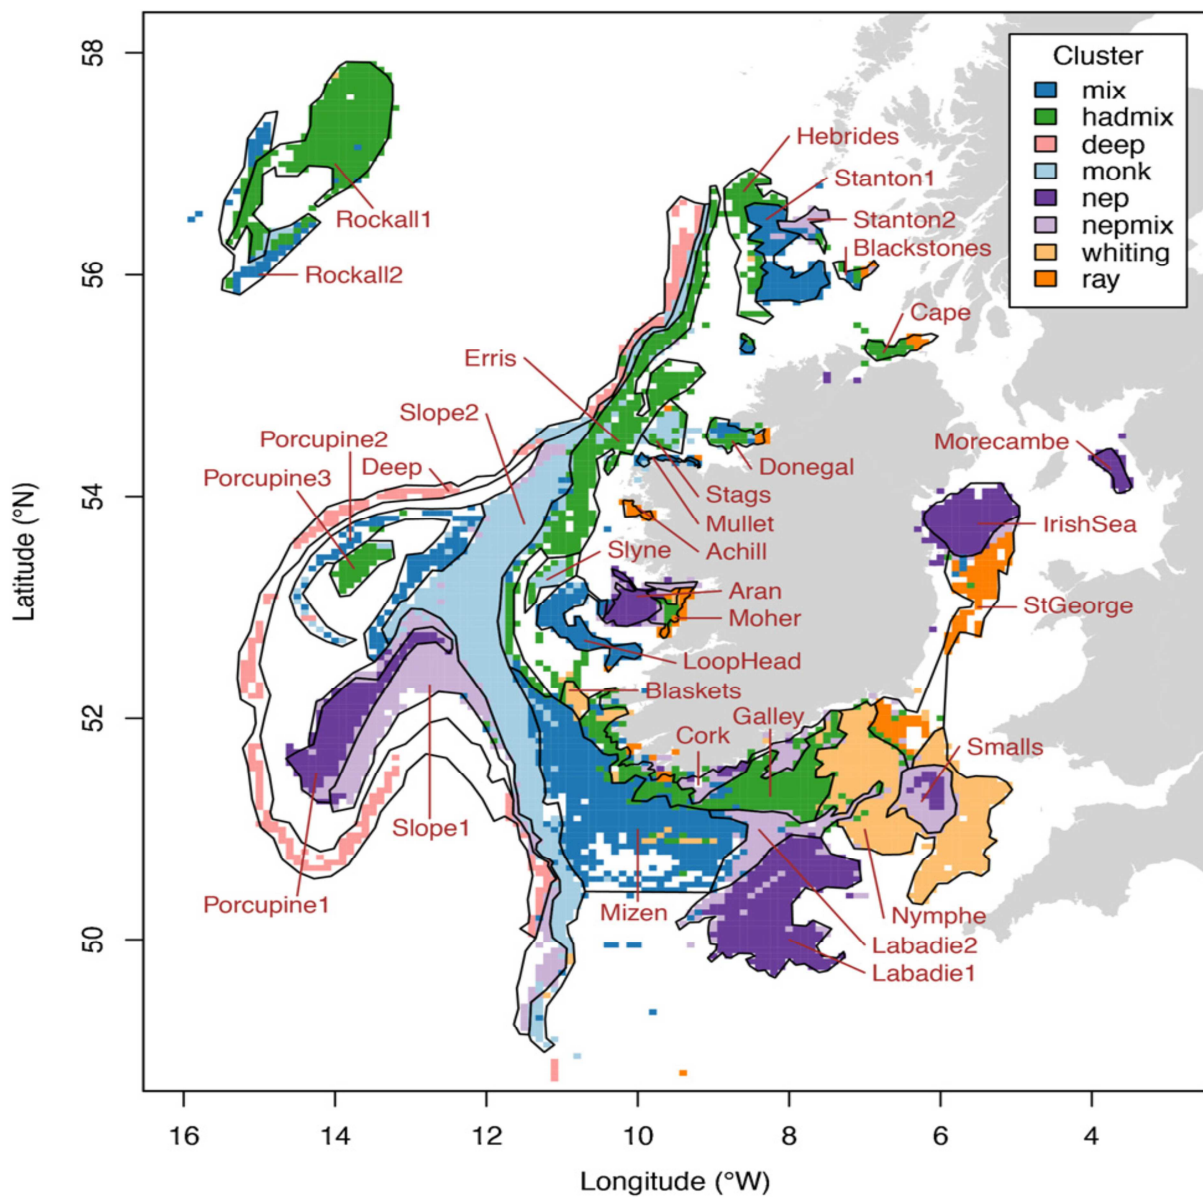 58
56
54
52
50
Latitude (°N)
16
14
12
10
8
6
4
Longitude (°W)
Cluster
mix
hadmix
deep
monk
nep
nepmix
whiting
ray
Hebrides
Stanton1
Stanton2
Blackstones
Rockall1
Rockall2
Cape
Erris
Slope2
Porcupine2
Porcupine3
Deep
Donegal
Morecambe
Stags
Mullet
IrishSea
Achill
Slyne
Aran
Moher
StGeorge
LoopHead
Blaskets
Galley
Cork
Smalls
Slope1
Porcupine1
Mizen
Nymphe
Labadie2
Labadie1